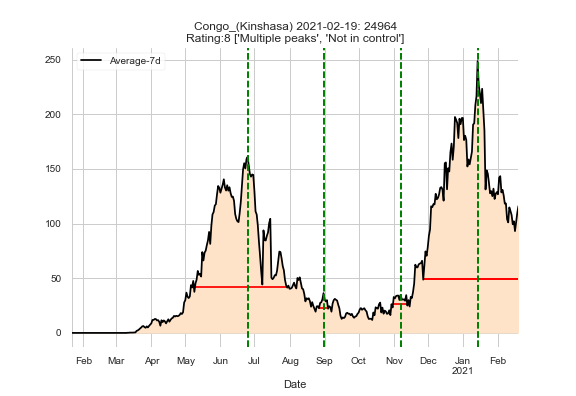 Congo_(Kinshasa) 2021-02-19: 24964
Rating:8 ['Multiple peaks', 'Not in control']
Average-7d
250
200
150
100
50
0
Feb Mar Apr May Jun Jul Aug Sep Oct Nov Dec Jan Feb
2021
Date